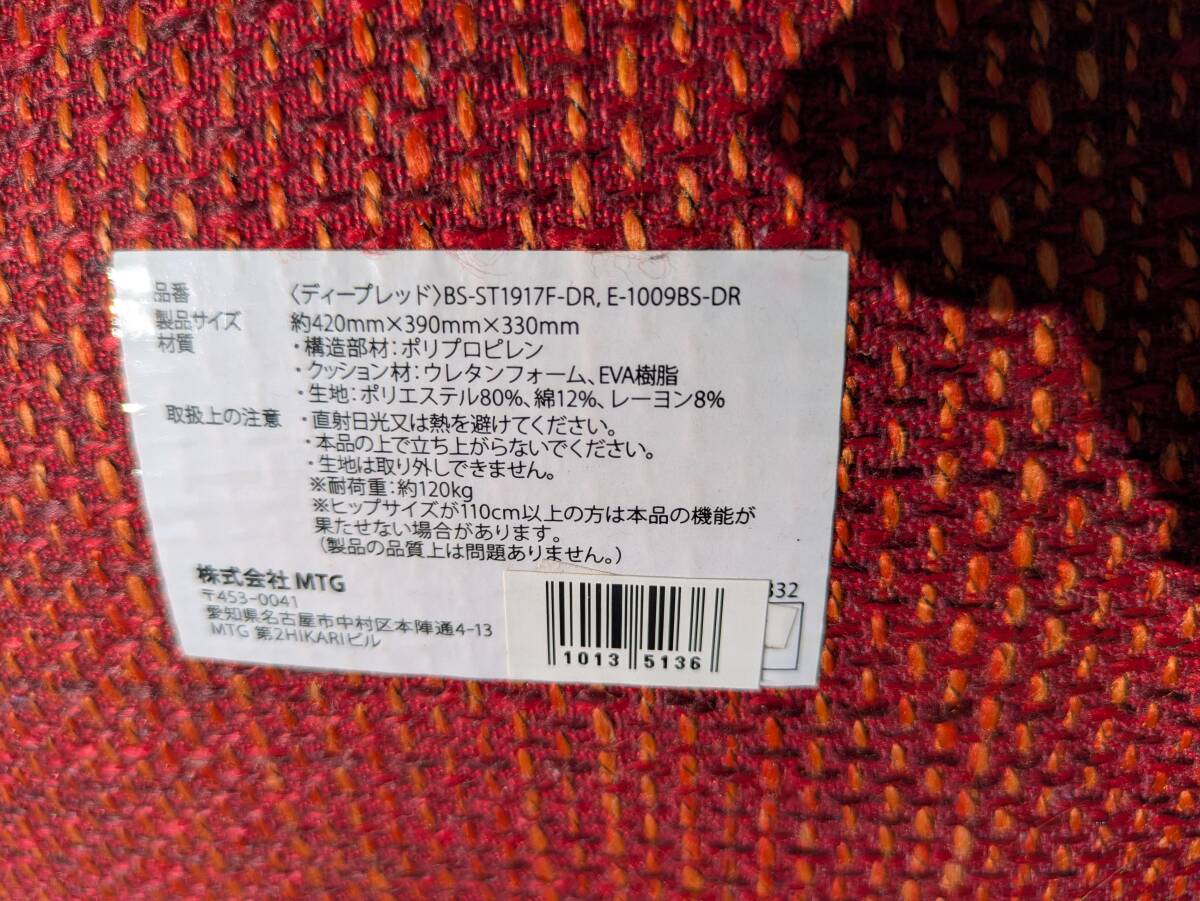 品番 〈ディープレッド〉BS-ST1917F-DR, E-1009BS-DR
製品サイズ 約420mm×390mm×330mm
材質 ・構造部材:ポリプロピレン
・クッション材:ウレタンフォーム、EVA樹脂
・生地:ポリエステル80%、綿12%、レーヨン8%
取扱上の注意 ・直射日光又は熱を避けてください。
・本品の上で立ち上がらないでください。
・生地は取り外しできません。
※耐荷重:約120kg
※ヒップサイズが110cm以上の方は本品の機能が
果たせない場合があります。
(製品の品質上は問題ありません。)
株式会社 MTG
〒453-0041
愛知県名古屋市中村区本陣通4-13
MTG 第2HIKARIビル
332
1013 5136